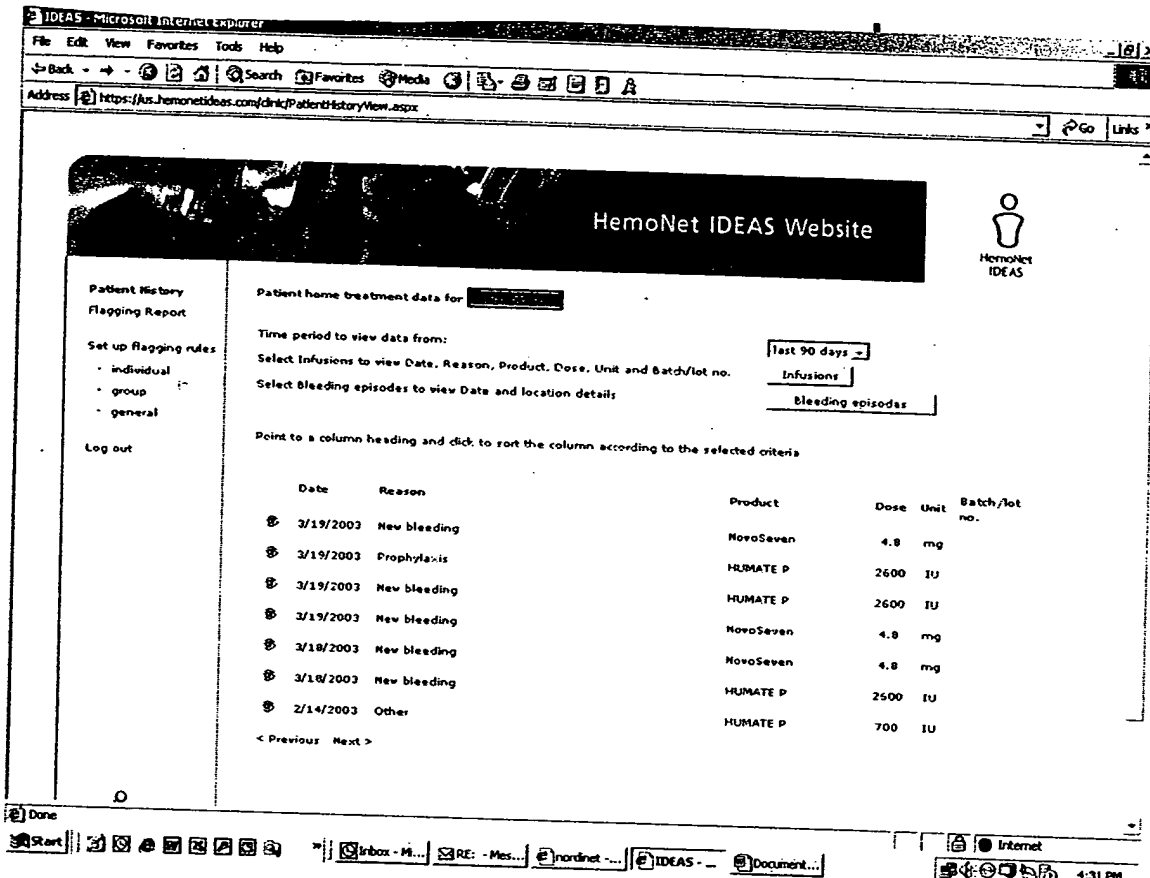 IDEAS - Microsoft Internet Explorer
File Edit View Favorites Tools Help
Back Search Favorites Media
Address https://us.hemonetideas.com/clinic/PatientHistoryView.aspx Go Links »
HemoNet IDEAS Website
HemoNet
IDEAS
Patient History
Flagging Report
Set up flagging rules
- individual
- group
- general
Log out
Patient home treatment data for
Time period to view data from: last 90 days
Select Infusions to view Date, Reason, Product, Dose, Unit and Batch/lot no. Infusions
Select Bleeding episodes to view Date and location details Bleeding episodes
Point to a column heading and click to sort the column according to the selected criteria
Date Reason Product Dose Unit Batch/lot no.
3/19/2003 New bleeding NovoSeven 4.8 mg
3/19/2003 Prophylaxis HUMATE P 2600 IU
3/19/2003 New bleeding HUMATE P 2600 IU
3/19/2003 New bleeding NovoSeven 4.8 mg
3/18/2003 New bleeding NovoSeven 4.8 mg
3/18/2003 New bleeding HUMATE P 2600 IU
2/14/2003 Other HUMATE P 700 IU
< Previous Next >
Done Internet
Start Inbox - Mi... RE: - Mes... nordinet -... IDEAS - ... Document... 4:31 PM